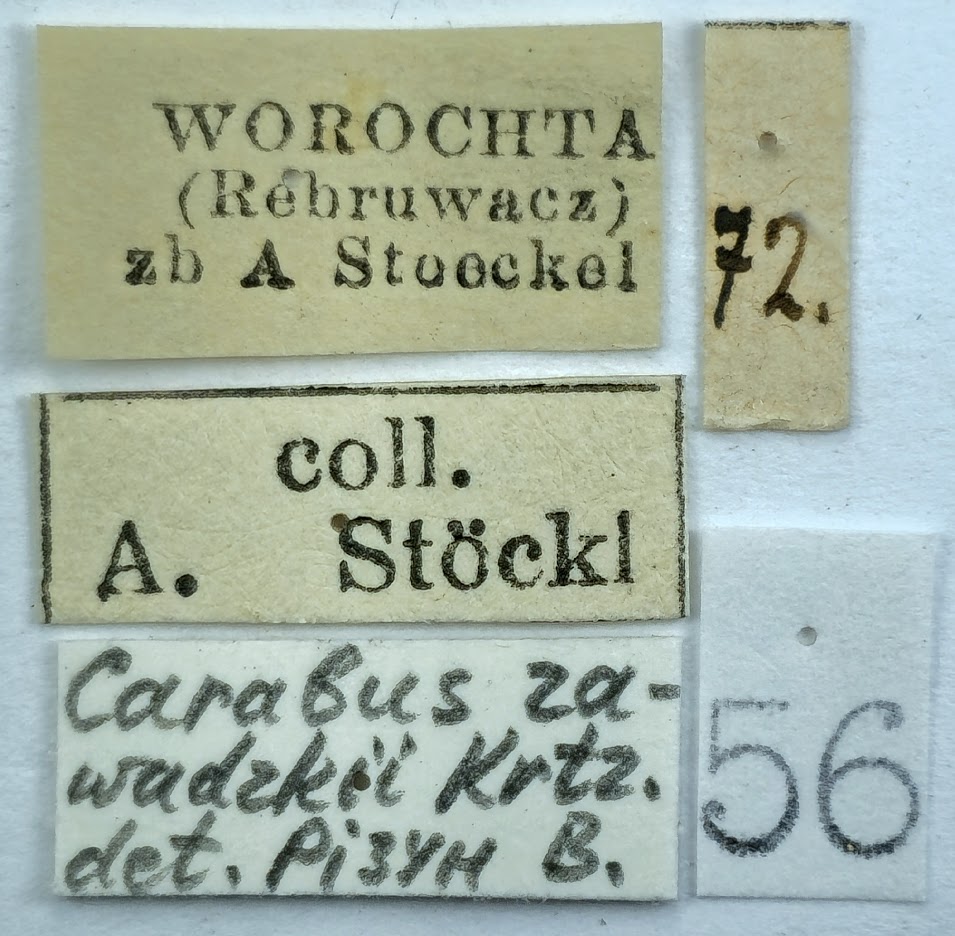 WOROCHTA
(Rebruwacz)
zb A Stoeckel
72.
coll.
A. Stöckl
Carabus za-
wadzkii Krtz.
det. Різун В.
56